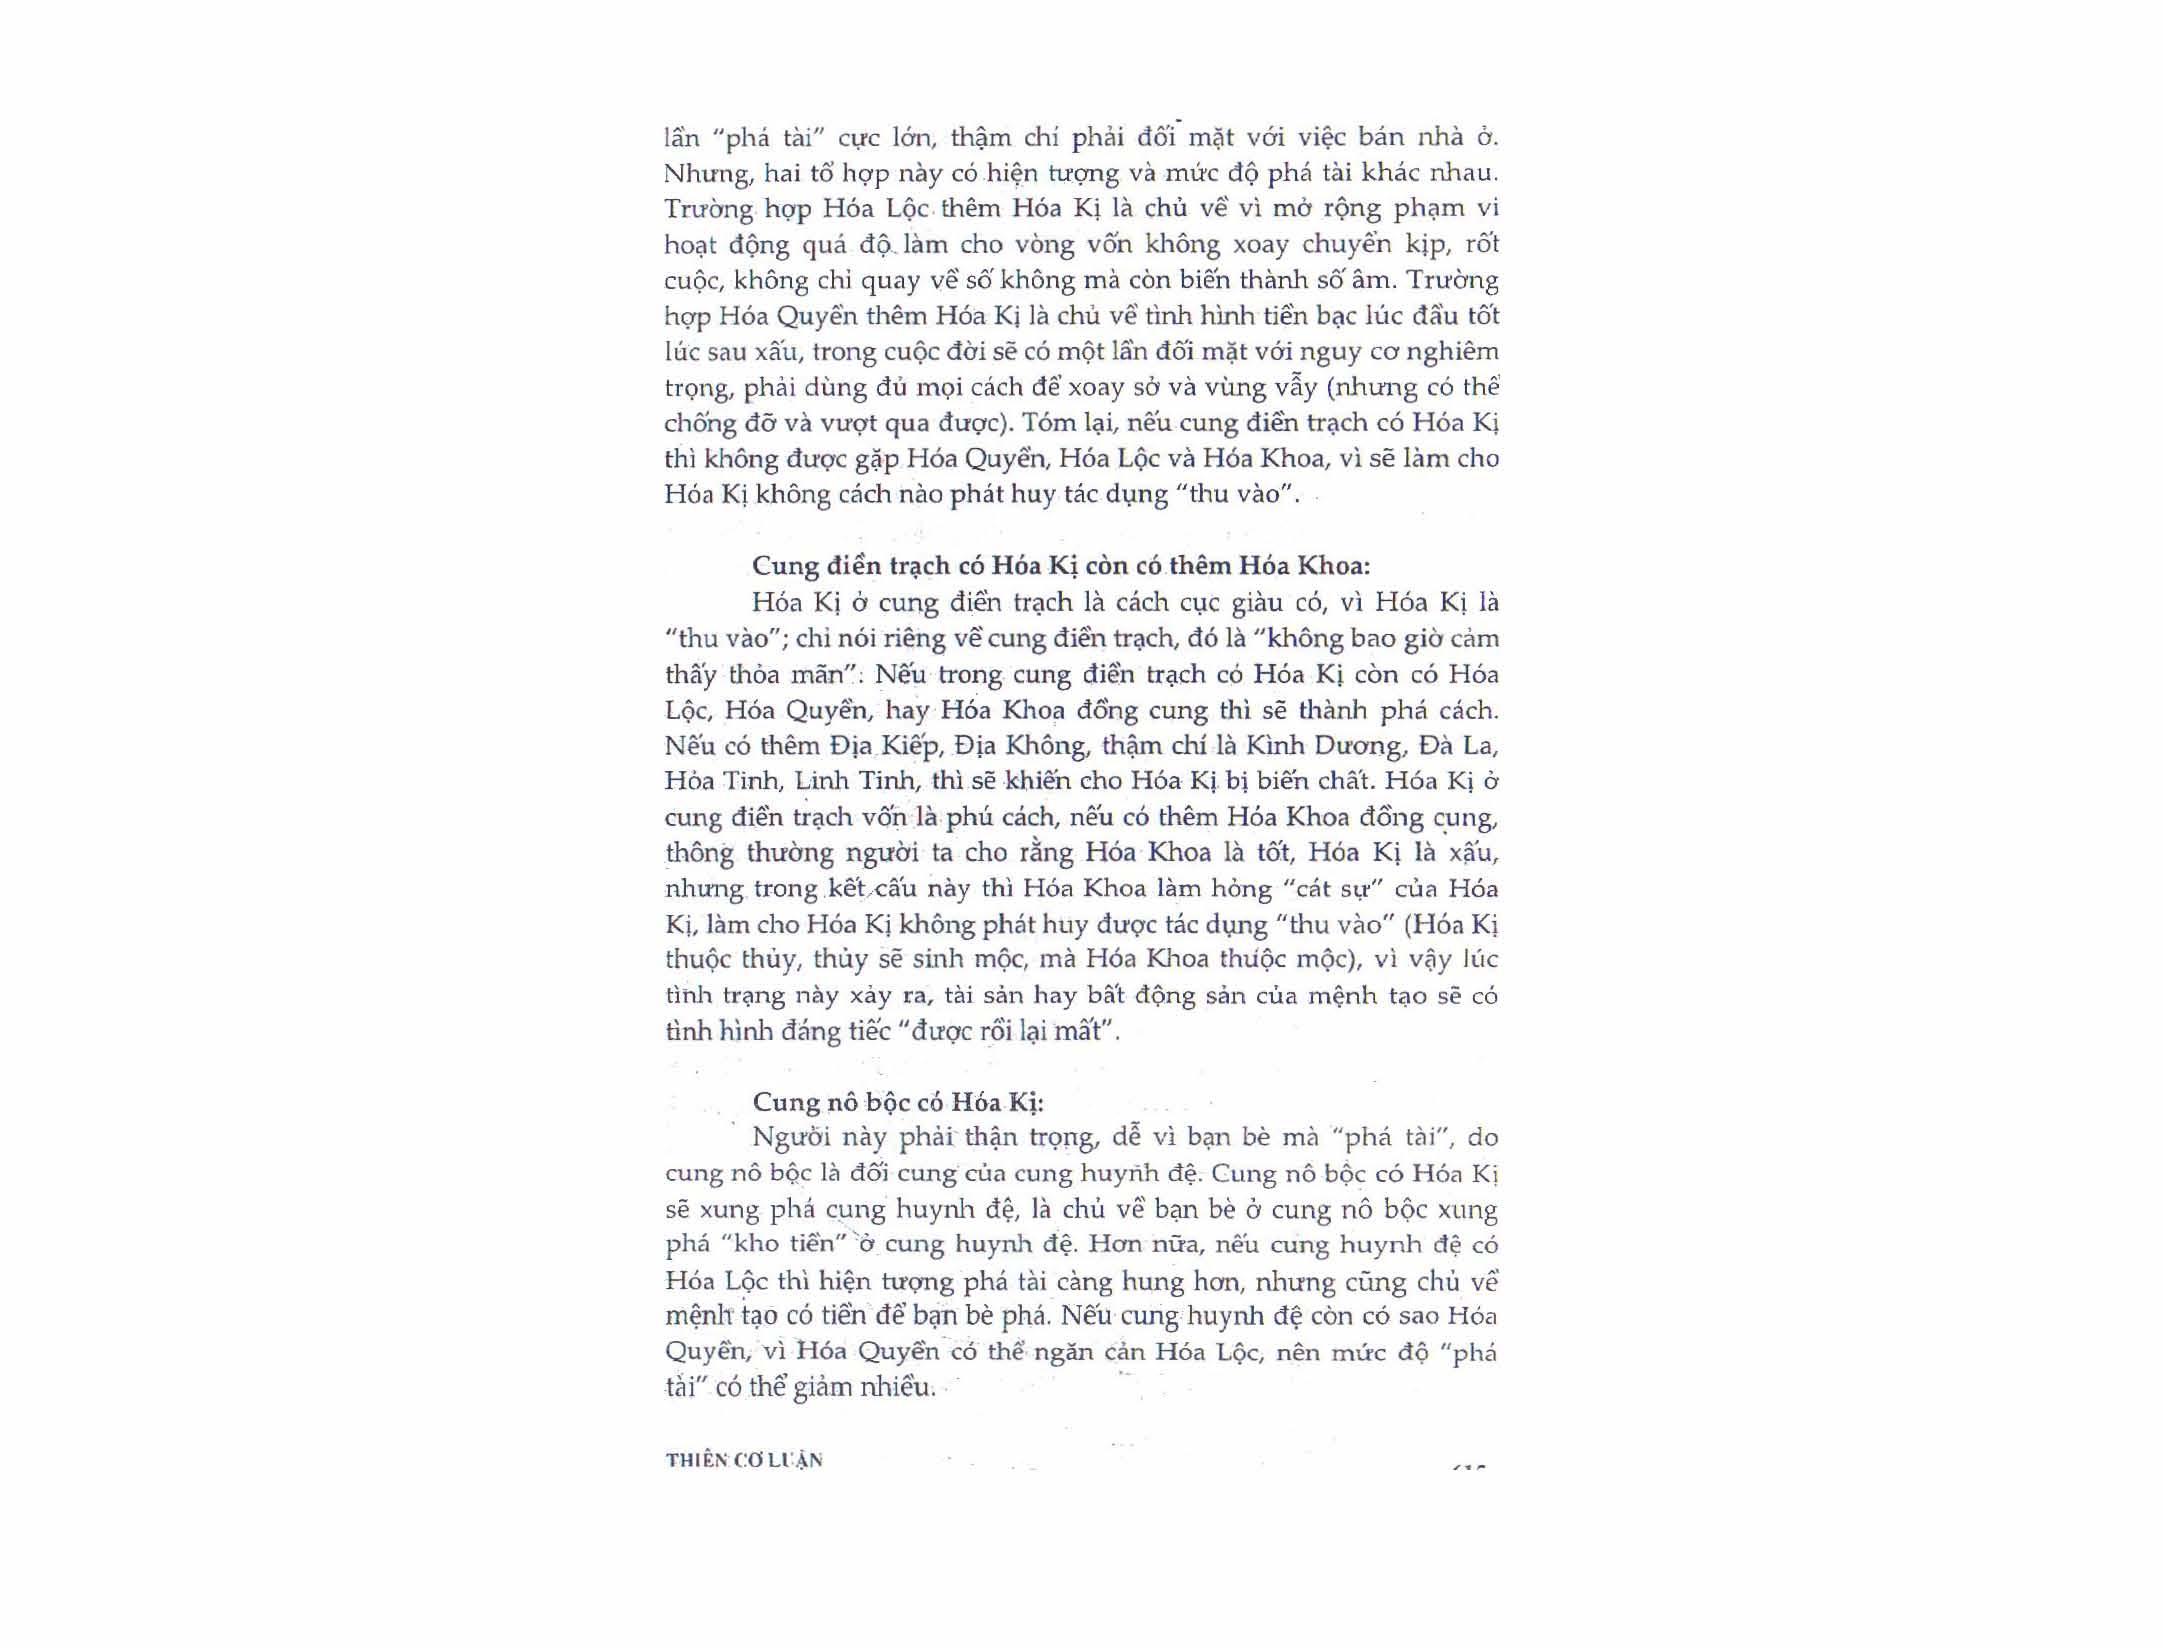 lần “phá tài” cực lớn, thậm chí phải đối mặt với việc bán nhà ở.
Nhưng, hai tổ hợp này có hiện tượng và mức độ phá tài khác nhau.
Trường hợp Hóa Lộc thêm Hóa Kị là chủ về vì mở rộng phạm vi
hoạt động quá độ làm cho vòng vốn không xoay chuyển kịp, rốt
cuộc, không chỉ quay về số không mà còn biến thành số âm. Trường
hợp Hóa Quyền thêm Hóa Kị là chủ về tình hình tiền bạc lúc đầu tốt
lúc sau xấu, trong cuộc đời sẽ có một lần đối mặt với nguy cơ nghiêm
trọng, phải dùng đủ mọi cách để xoay sở và vùng vẫy (nhưng có thể
chống đỡ và vượt qua được). Tóm lại, nếu cung điền trạch có Hóa Kị
thì không được gặp Hóa Quyền, Hóa Lộc và Hóa Khoa, vì sẽ làm cho
Hóa Kị không cách nào phát huy tác dụng “thu vào”.
Cung điền trạch có Hóa Kị còn có thêm Hóa Khoa:
Hóa Kị ở cung điền trạch là cách cục giàu có, vì Hóa Kị là
“thu vào”; chỉ nói riêng về cung điền trạch, đó là “không bao giờ cảm
thấy thỏa mãn”. Nếu trong cung điền trạch có Hóa Kị còn có Hóa
Lộc, Hóa Quyền, hay Hóa Khoa đồng cung thì sẽ thành phá cách.
Nếu có thêm Địa Kiếp, Địa Không, thậm chí là Kình Dương, Đà La,
Hỏa Tinh, Linh Tinh, thì sẽ khiến cho Hóa Kị bị biến chất. Hóa Kị ở
cung điền trạch vốn là phú cách, nếu có thêm Hóa Khoa đồng cung,
thông thường người ta cho rằng Hóa Khoa là tốt, Hóa Kị là xấu,
nhưng trong kết cấu này thì Hóa Khoa làm hỏng “cát sự” của Hóa
Kị, làm cho Hóa Kị không phát huy được tác dụng “thu vào” (Hóa Kị
thuộc thủy, thủy sẽ sinh mộc, mà Hóa Khoa thuộc mộc), vì vậy lúc
tình trạng này xảy ra, tài sản hay bất động sản của mệnh tạo sẽ có
tình hình đáng tiếc “được rồi lại mất”.
Cung nô bộc có Hóa Kị:
Người này phải thận trọng, dễ vì bạn bè mà “phá tài”, do
cung nô bộc là đối cung của cung huynh đệ. Cung nô bộc có Hóa Kị
sẽ xung phá cung huynh đệ, là chủ về bạn bè ở cung nô bộc xung
phá “kho tiền” ở cung huynh đệ. Hơn nữa, nếu cung huynh đệ có
Hóa Lộc thì hiện tượng phá tài càng hung hơn, nhưng cũng chủ về
mệnh tạo có tiền để bạn bè phá. Nếu cung huynh đệ còn có sao Hóa
Quyền, vì Hóa Quyền có thể ngăn cản Hóa Lộc, nên mức độ “phá
tài” có thể giảm nhiều.
THIÊN CƠ LUẬN